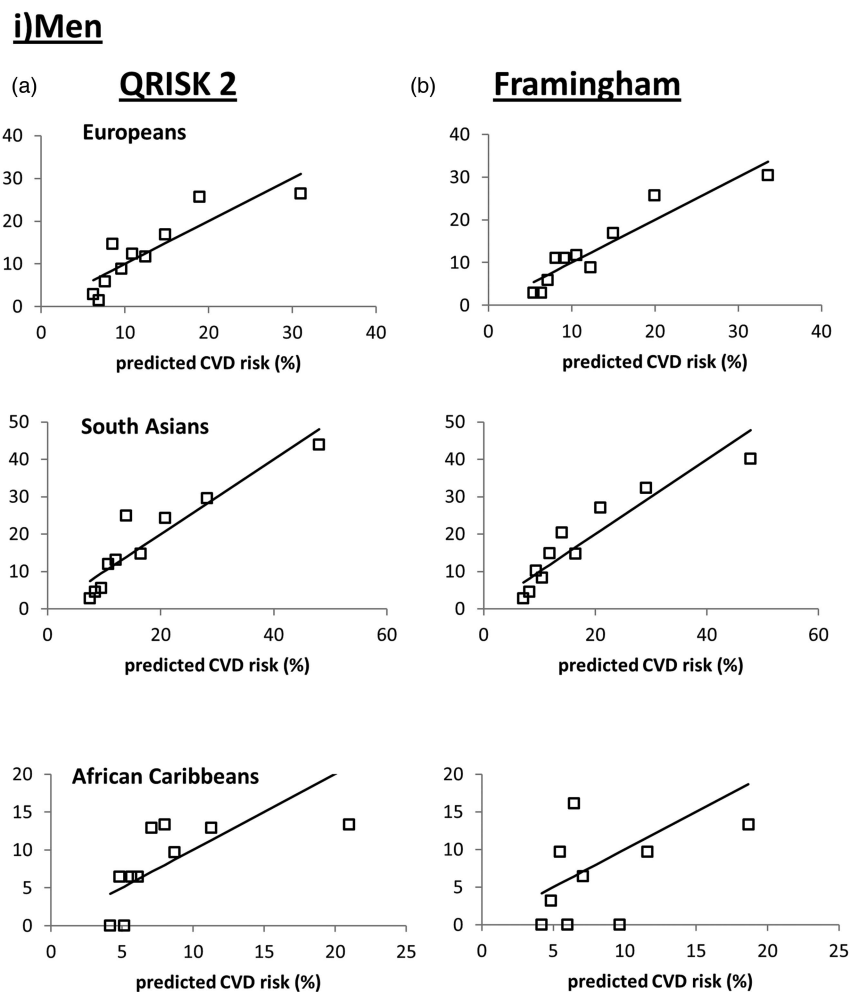 i)Men
(a) QRISK 2 (b) Framingham
Europeans
40 40
30 30
20 20
10 10
0 0
0 10 20 30 40 0 10 20 30 40
predicted CVD risk (%) predicted CVD risk (%)
South Asians
50 50
40 40
30 30
20 20
10 10
0 0
0 20 40 60 0 20 40 60
predicted CVD risk (%) predicted CVD risk (%)
African Caribbeans
20 20
15 15
10 10
5 5
0 0
0 5 10 15 20 25 0 5 10 15 20 25
predicted CVD risk (%) predicted CVD risk (%)